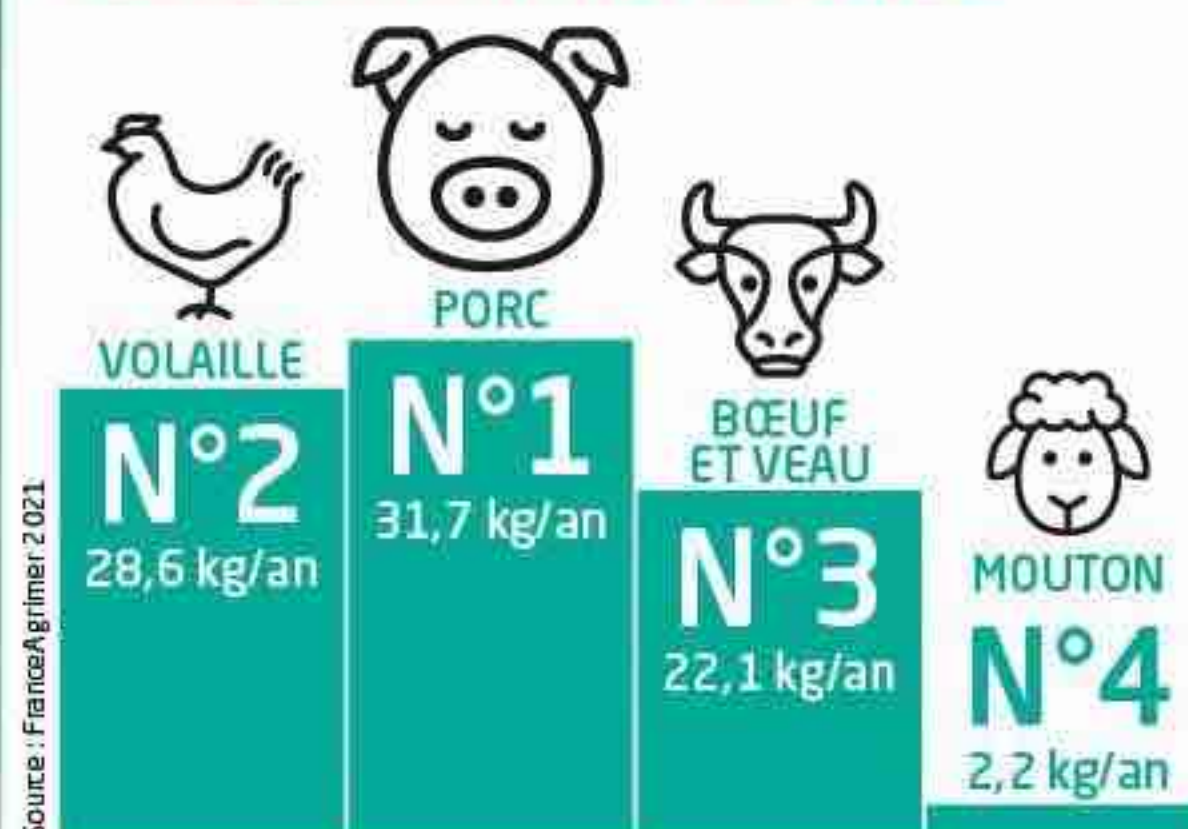 VOLAILLE
N°2
28,6 kg/an
PORC
N°1
31,7 kg/an
BŒUF
ET VEAU
N°3
22,1 kg/an
MOUTON
N°4
2,2 kg/an
Source : FranceAgrimer 2021